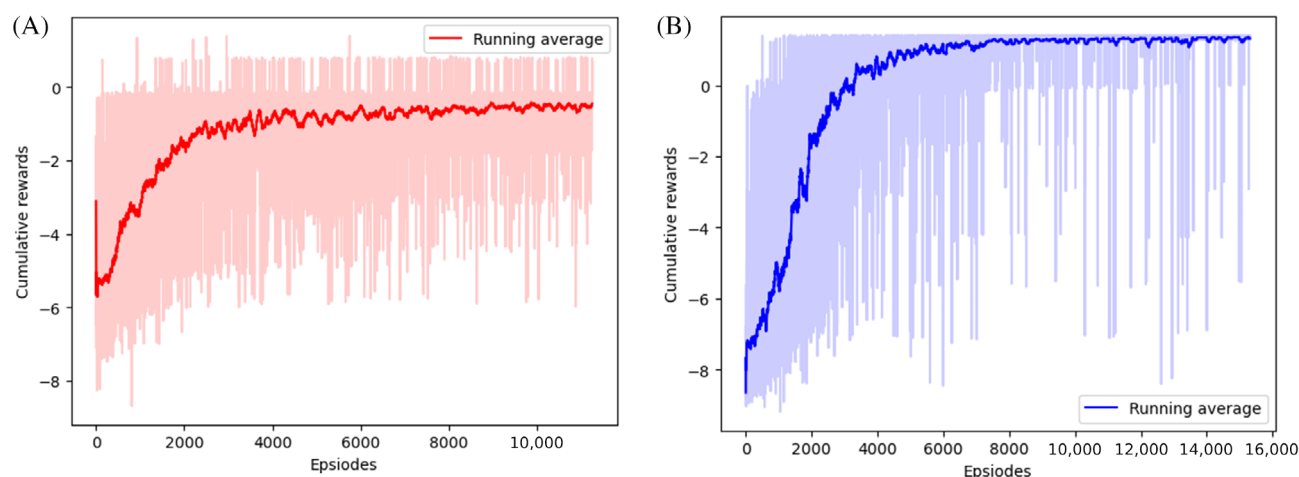 (A)
Running average
0
−2
−4
−6
−8
Cumulative rewards
0 2000 4000 6000 8000 10,000
Epsiodes
(B)
0
−2
−4
−6
−8
Cumulative rewards
Running average
0 2000 4000 6000 8000 10,000 12,000 14,000 16,000
Epsiodes